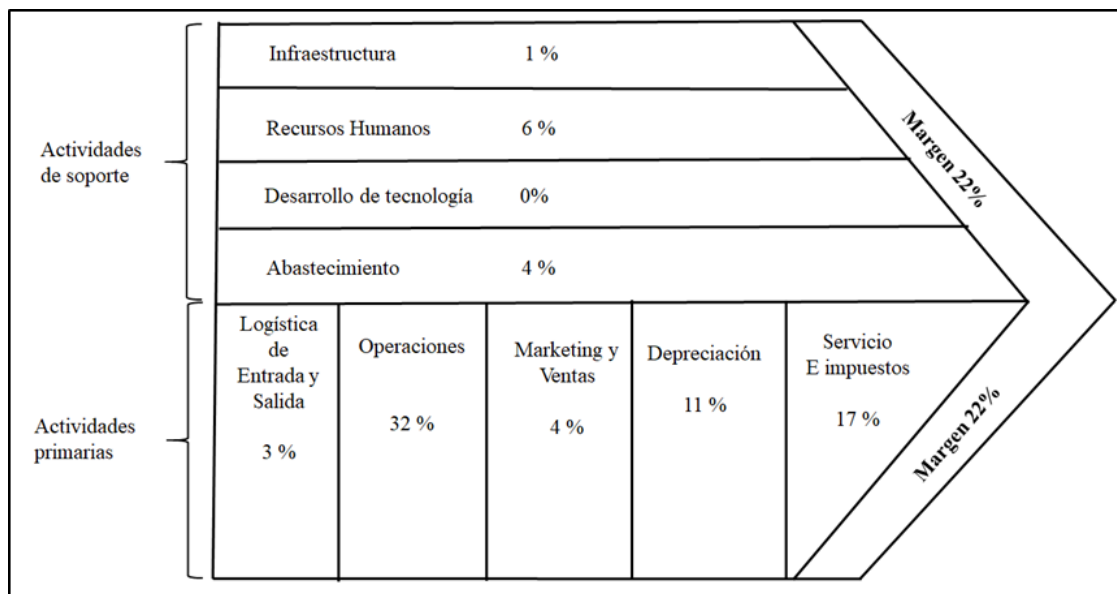 Actividades
de soporte
Infraestructura 1 %
Recursos Humanos 6 %
Desarrollo de tecnología 0%
Abastecimiento 4 %
Margen 22%
Actividades
primarias
Logística
de
Entrada y
Salida
3 %
Operaciones
32 %
Marketing y
Ventas
4 %
Depreciación
11 %
Servicio
E impuestos
17 %
Margen 22%